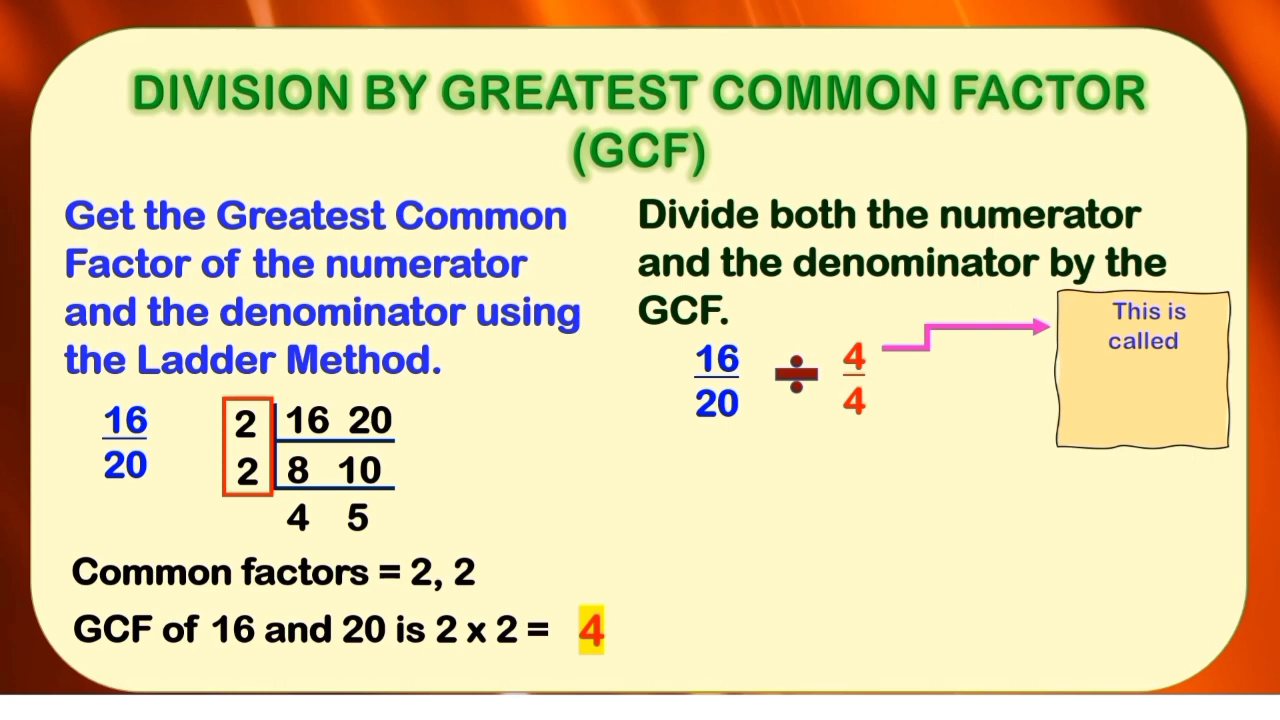 DIVISION BY GREATEST COMMON FACTOR
(GCF)
Get the Greatest Common
Factor of the numerator
and the denominator using
the Ladder Method.
16
20
2 16 20
2 8 10
4 5
Common factors = 2, 2
GCF of 16 and 20 is 2 x 2 = 4
Divide both the numerator
and the denominator by the
GCF.
16 ÷ 4
20 4
This is
called